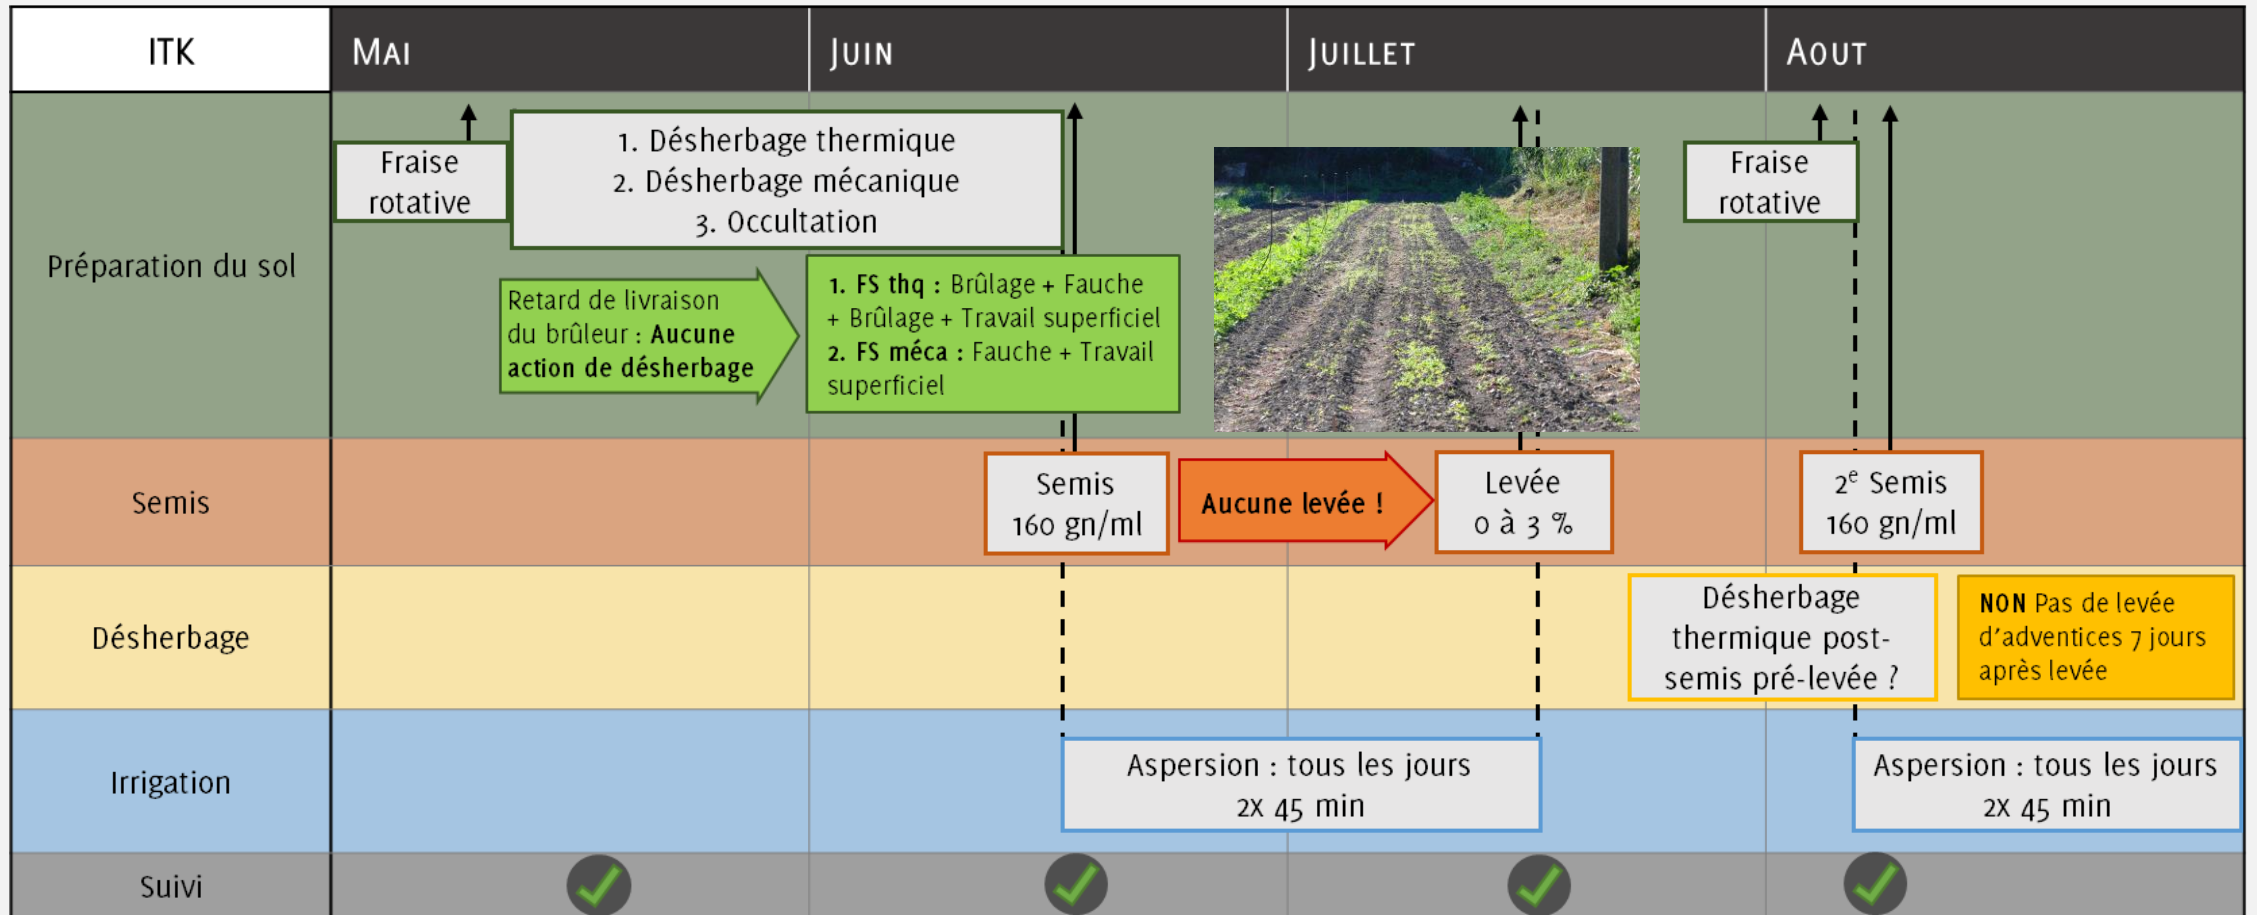 ITK
MAI
JUIN
JUILLET
AOUT
Préparation du sol
Fraise
rotative
1. Désherbage thermique
2. Désherbage mécanique
3. Occultation
Fraise
rotative
Retard de livraison
du brûleur : Aucune
action de désherbage
1. FS thq : Brûlage + Fauche
+ Brûlage + Travail superficiel
2. FS méca : Fauche + Travail
superficiel
Semis
Semis
160 gn/ml
Aucune levée !
Levée
0 à 3 %
2e Semis
160 gn/ml
Désherbage
Désherbage
thermique post-
semis pré-levée ?
NON Pas de levée
d'adventices 7 jours
après levée
Irrigation
Aspersion : tous les jours
2x 45 min
Aspersion : tous les jours
2x 45 min
Suivi